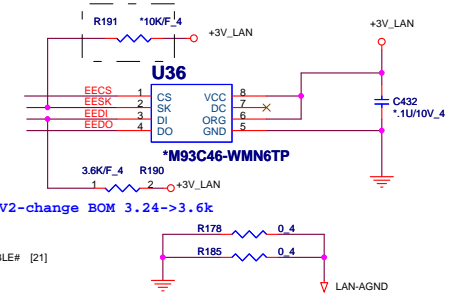 R191 *10K/F_4
+3V_LAN
+3V_LAN
U36
EECS 1 CS VCC 8
EESK 2 SK DC 7
EEDI 3 DI ORG 6
EEDO 4 DO GND 5
C432
*.1U/10V_4
*M93C46-WMN6TP
3.6K/F_4 R190
1 2 +3V_LAN
V2-change BOM 3.24->3.6k
R178 0_4
R185 0_4
BLE# [21]
LAN-AGND